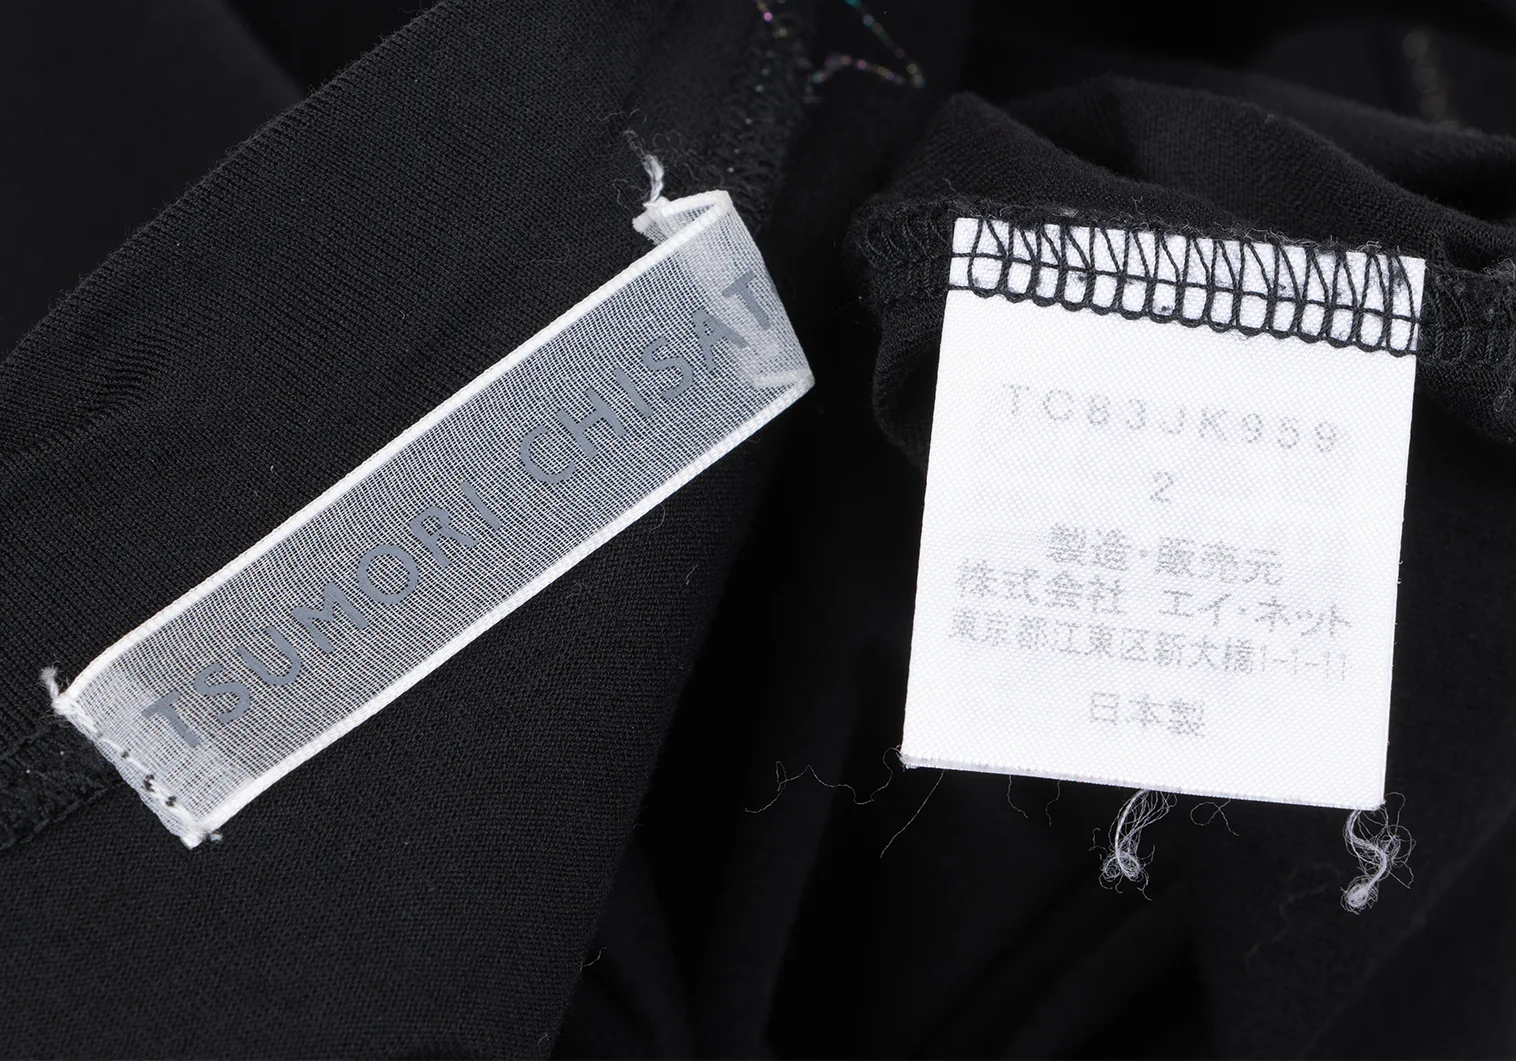 TSUMORI CHISAT
TC83JK959
2
製造・販売元
株式会社 エイ・ネット
東京都江東区新大橋1-1-11
日本製